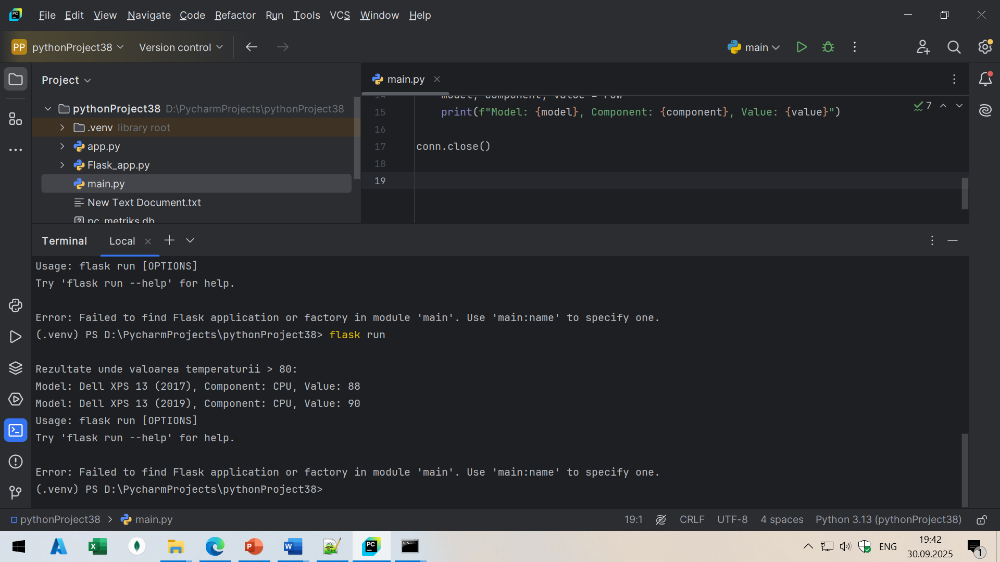 File Edit View Navigate Code Refactor Run Tools VCS Window Help
PP pythonProject38 Version control main
Project
main.py
pythonProject38 D:\PycharmProjects\pythonProject38
.venv library root
app.py
Flask_app.py
main.py
New Text Document.txt
pc_metriks.db
14 model, component, value = row
15 print(f"Model: {model}, Component: {component}, Value: {value}")
7
16
17 conn.close()
18
19
Terminal Local
Usage: flask run [OPTIONS]
Try 'flask run --help' for help.
Error: Failed to find Flask application or factory in module 'main'. Use 'main:name' to specify one.
(.venv) PS D:\PycharmProjects\pythonProject38> flask run
Rezultate unde valoarea temperaturii > 80:
Model: Dell XPS 13 (2017), Component: CPU, Value: 88
Model: Dell XPS 13 (2019), Component: CPU, Value: 90
Usage: flask run [OPTIONS]
Try 'flask run --help' for help.
Error: Failed to find Flask application or factory in module 'main'. Use 'main:name' to specify one.
(.venv) PS D:\PycharmProjects\pythonProject38>
pythonProject38 > main.py
19:1 CRLF UTF-8 4 spaces Python 3.13 (pythonProject38)
ENG
19:42
30.09.2025
1